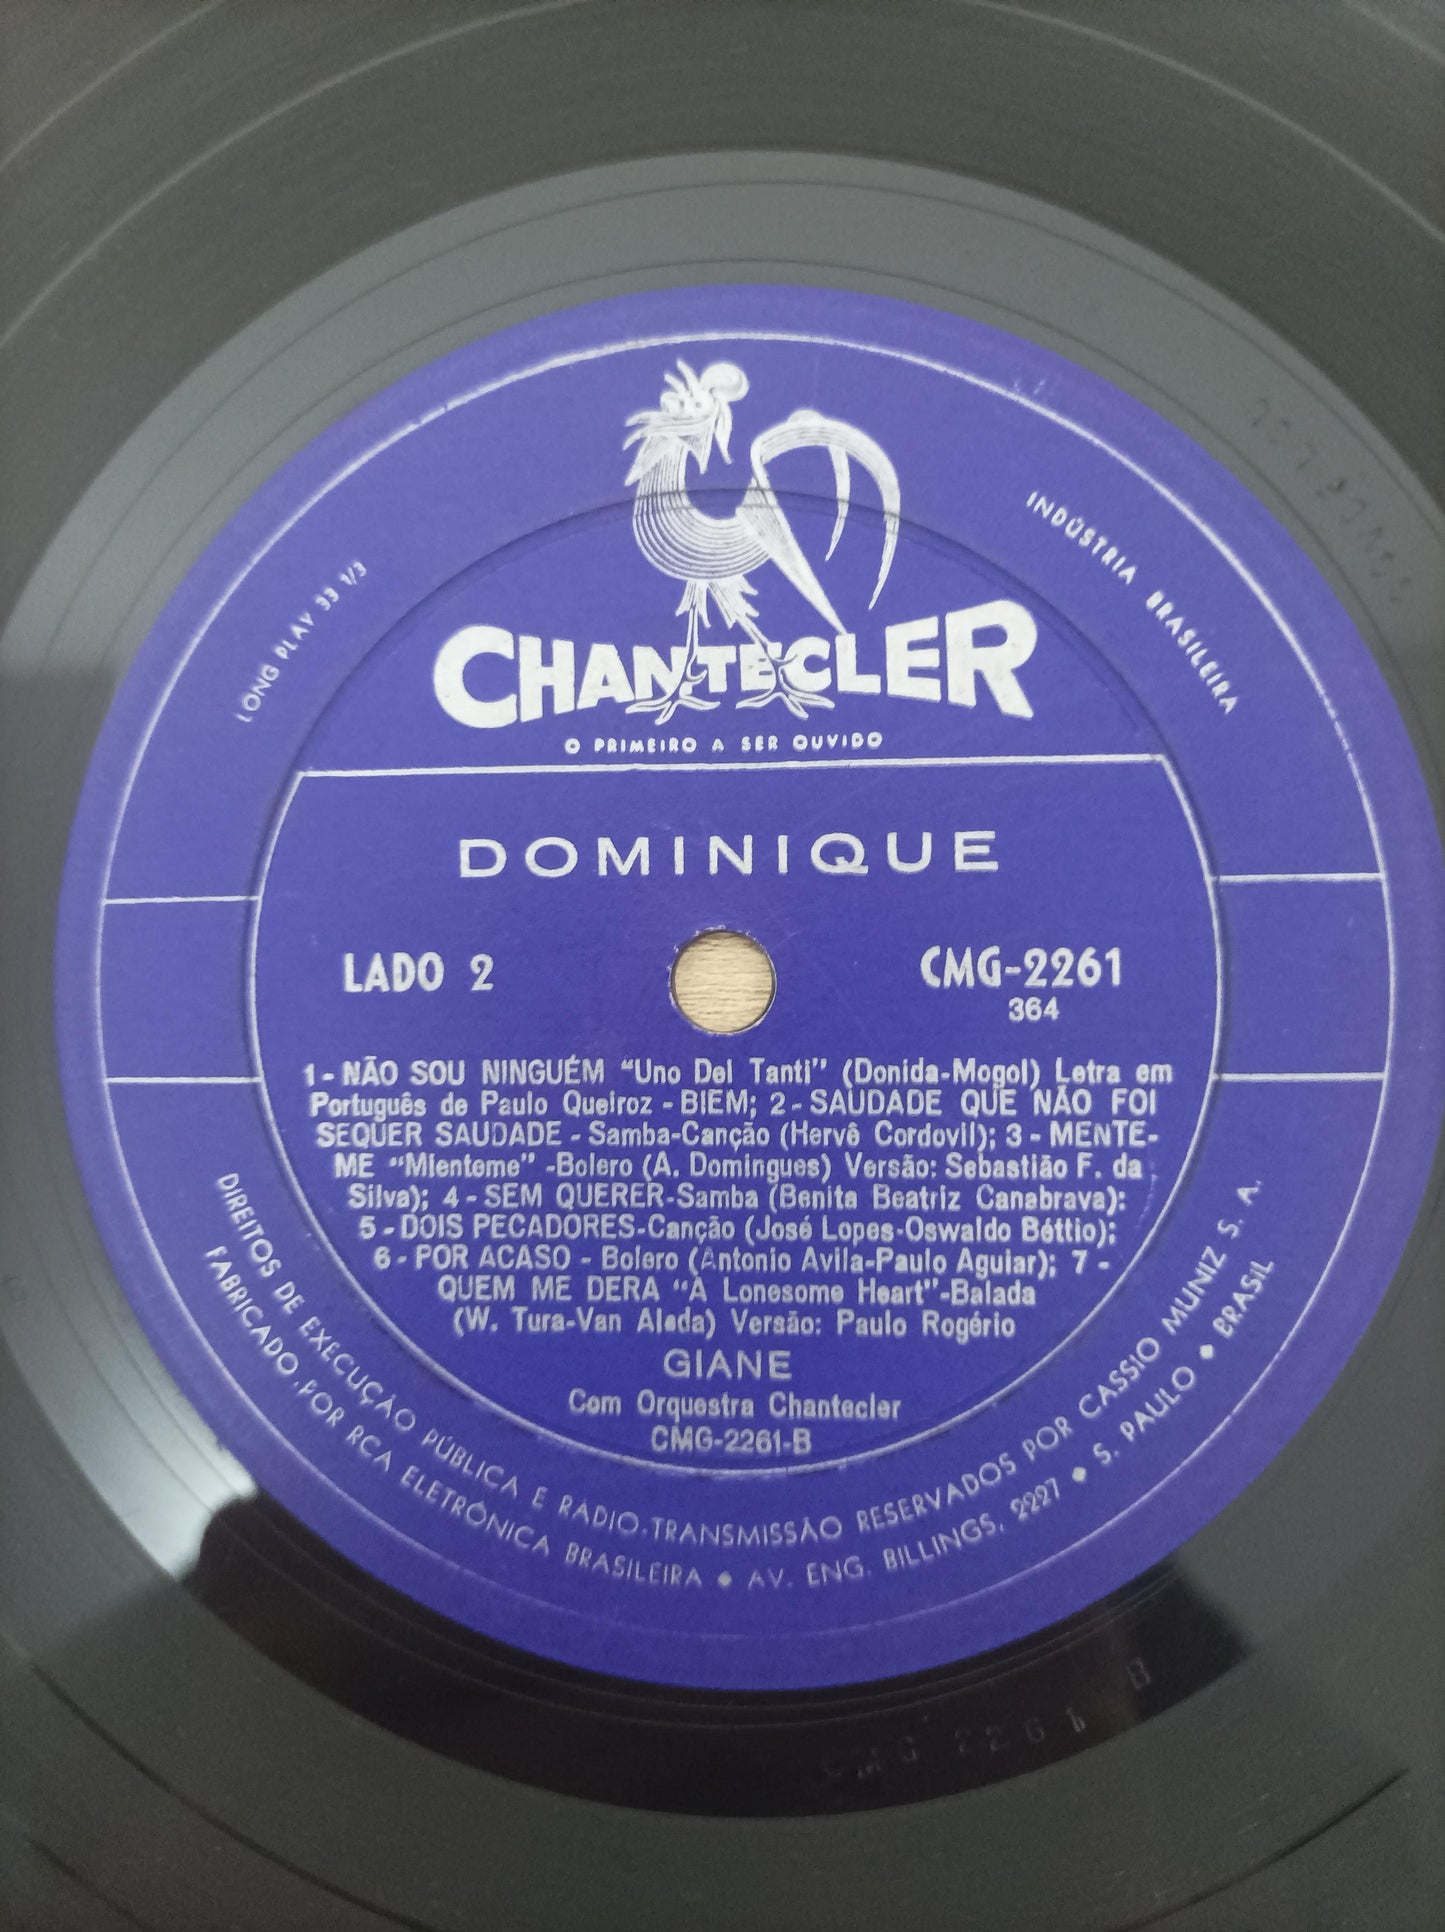 LONG PLAY 33 1/3
INDÚSTRIA BRASILEIRA
CHANTECLER
O PRIMEIRO A SER OUVIDO
DOMINIQUE
LADO 2
CMG-2261
364
1 - NÃO SOU NINGUÉM "Uno Del Tanti" (Donida-Mogol) Letra em
Português de Paulo Queiroz - BIEM; 2 - SAUDADE QUE NÃO FOI
SEQUER SAUDADE - Samba-Canção (Hervê Cordovil); 3 - MENTE-
ME "Mienteme" -Bolero (A. Domingues) Versão: Sebastião F. da
Silva); 4 - SEM QUERER-Samba (Benita Beatriz Canabrava):
5 - DOIS PECADORES-Canção (José Lopes-Oswaldo Béttio);
6 - POR ACASO - Bolero (Antonio Avila-Paulo Aguiar); 7 -
QUEM ME DERA "A Lonesome Heart"-Balada
(W. Tura-Van Aleda) Versão: Paulo Rogério
GIANE
Com Orquestra Chantecler
CMG-2261-B
DIREITOS DE EXECUÇÃO PÚBLICA E RÁDIO-TRANSMISSÃO RESERVADOS POR CASSIO MUNIZ S. A.
FABRICADO POR RCA ELETRÔNICA BRASILEIRA • AV. ENG. BILLINGS, 2227 • S. PAULO • BRASIL
CMG 2261 B